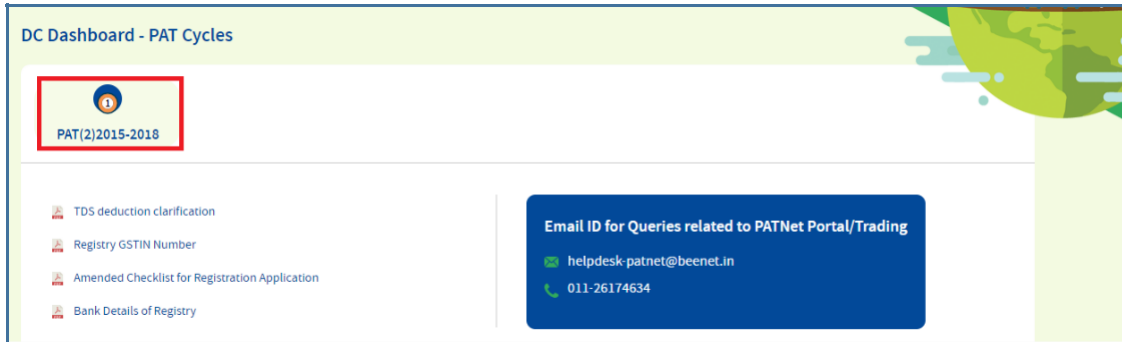 DC Dashboard - PAT Cycles
1
PAT(2)2015-2018
TDS deduction clarification
Registry GSTIN Number
Amended Checklist for Registration Application
Bank Details of Registry
Email ID for Queries related to PATNet Portal/Trading
helpdesk-patnet@beenet.in
011-26174634